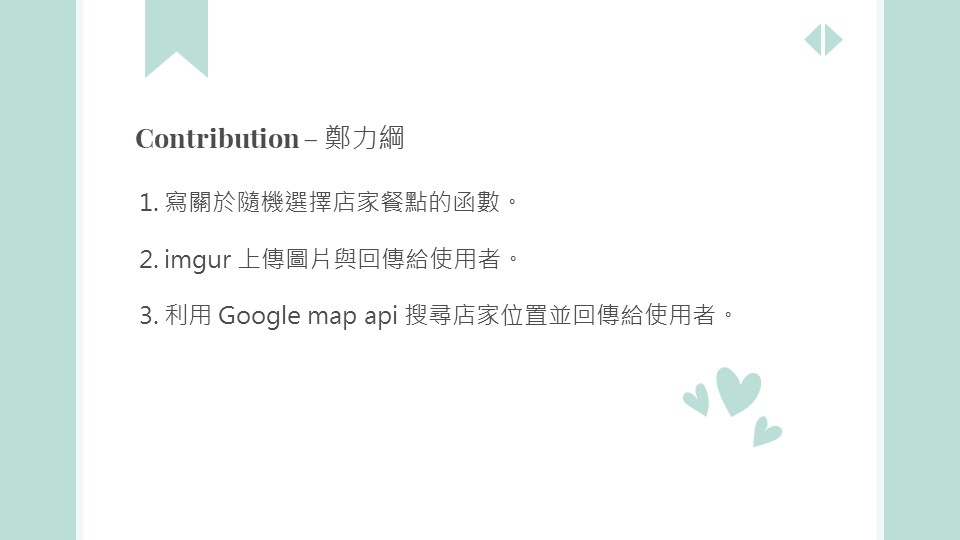 Contribution – 鄭力綱
1. 寫關於隨機選擇店家餐點的函數。
2. imgur 上傳圖片與回傳給使用者。
3. 利用 Google map api 搜尋店家位置並回傳給使用者。